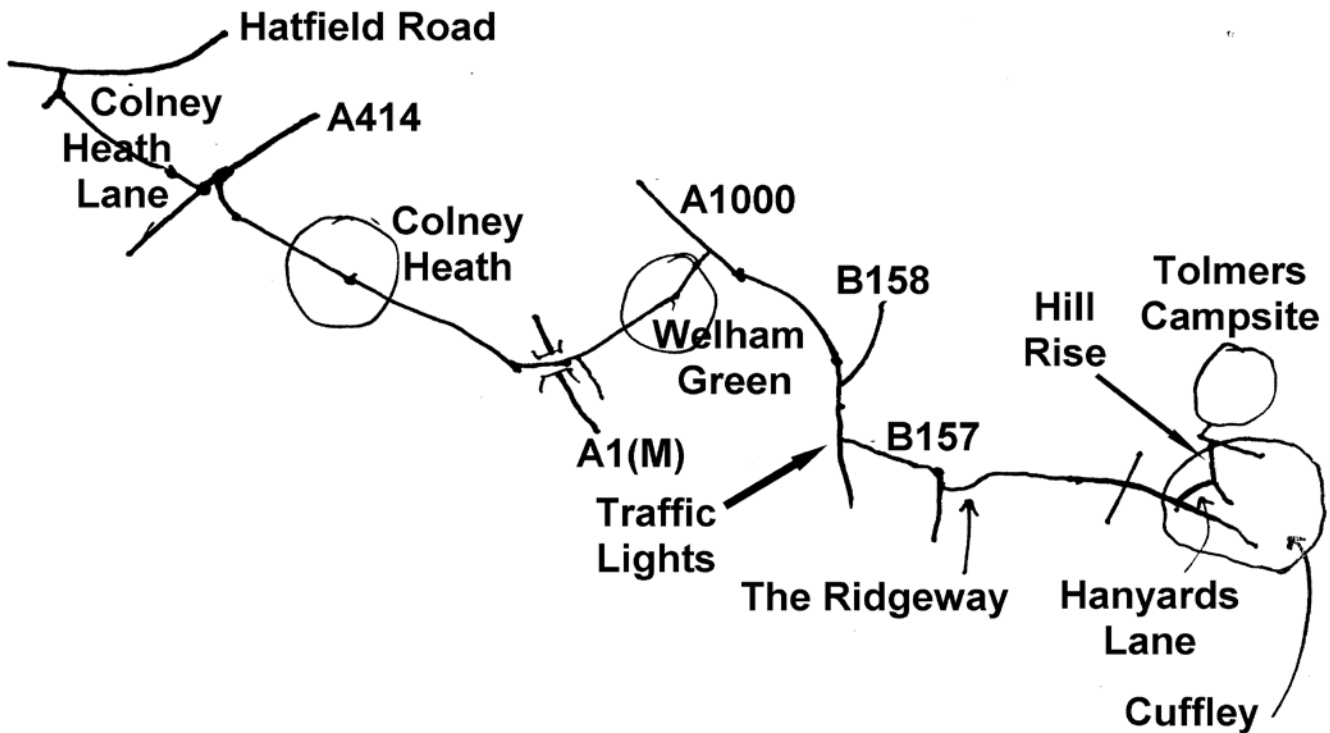 Hatfield Road
Colney
Heath
Lane
A414
Colney
Heath
A1000
Welham
Green
A1(M)
B158
Traffic
Lights
B157
The Ridgeway
Hill
Rise
Tolmers
Campsite
Hanyards
Lane
Cuffley